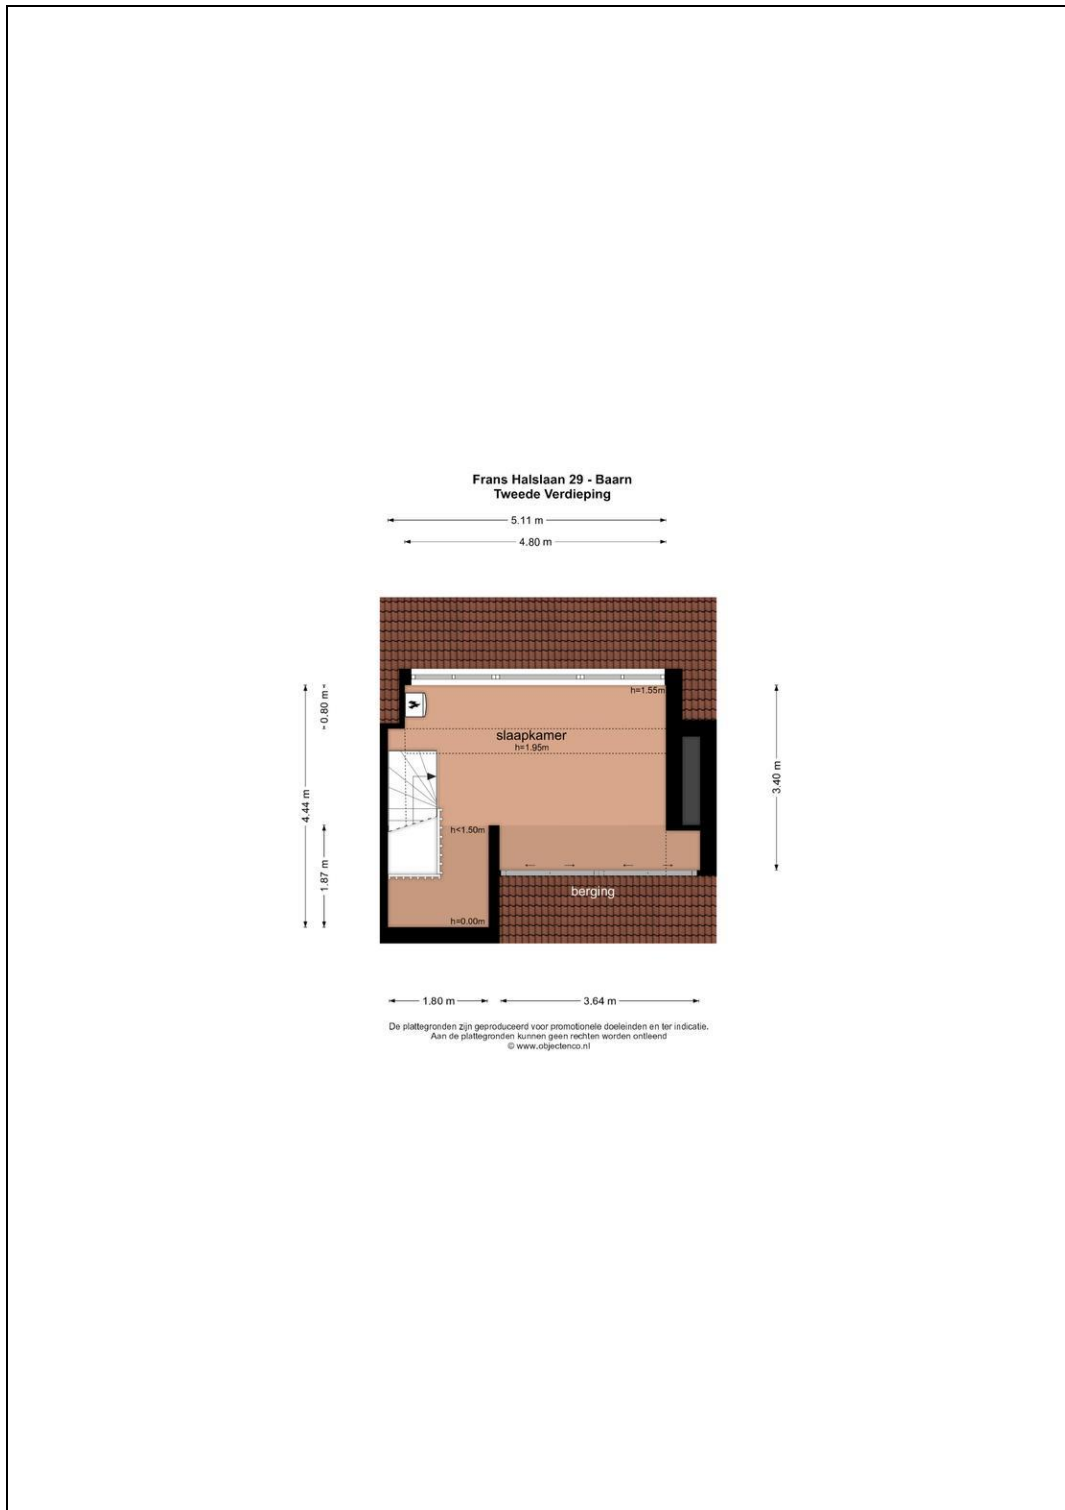 Frans Halslaan 29 - Baarn
Tweede Verdieping
5.11 m
4.80 m
h=1.55m
0.80 m
slaapkamer
h=1.95m
4.44 m
3.40 m
h<1.50m
1.87 m
berging
h=0.00m
1.80 m
3.64 m
De plattegronden zijn geproduceerd voor promotionele doeleinden en ter indicatie.
Aan de plattegronden kunnen geen rechten worden ontleend
© www.objectenco.nl